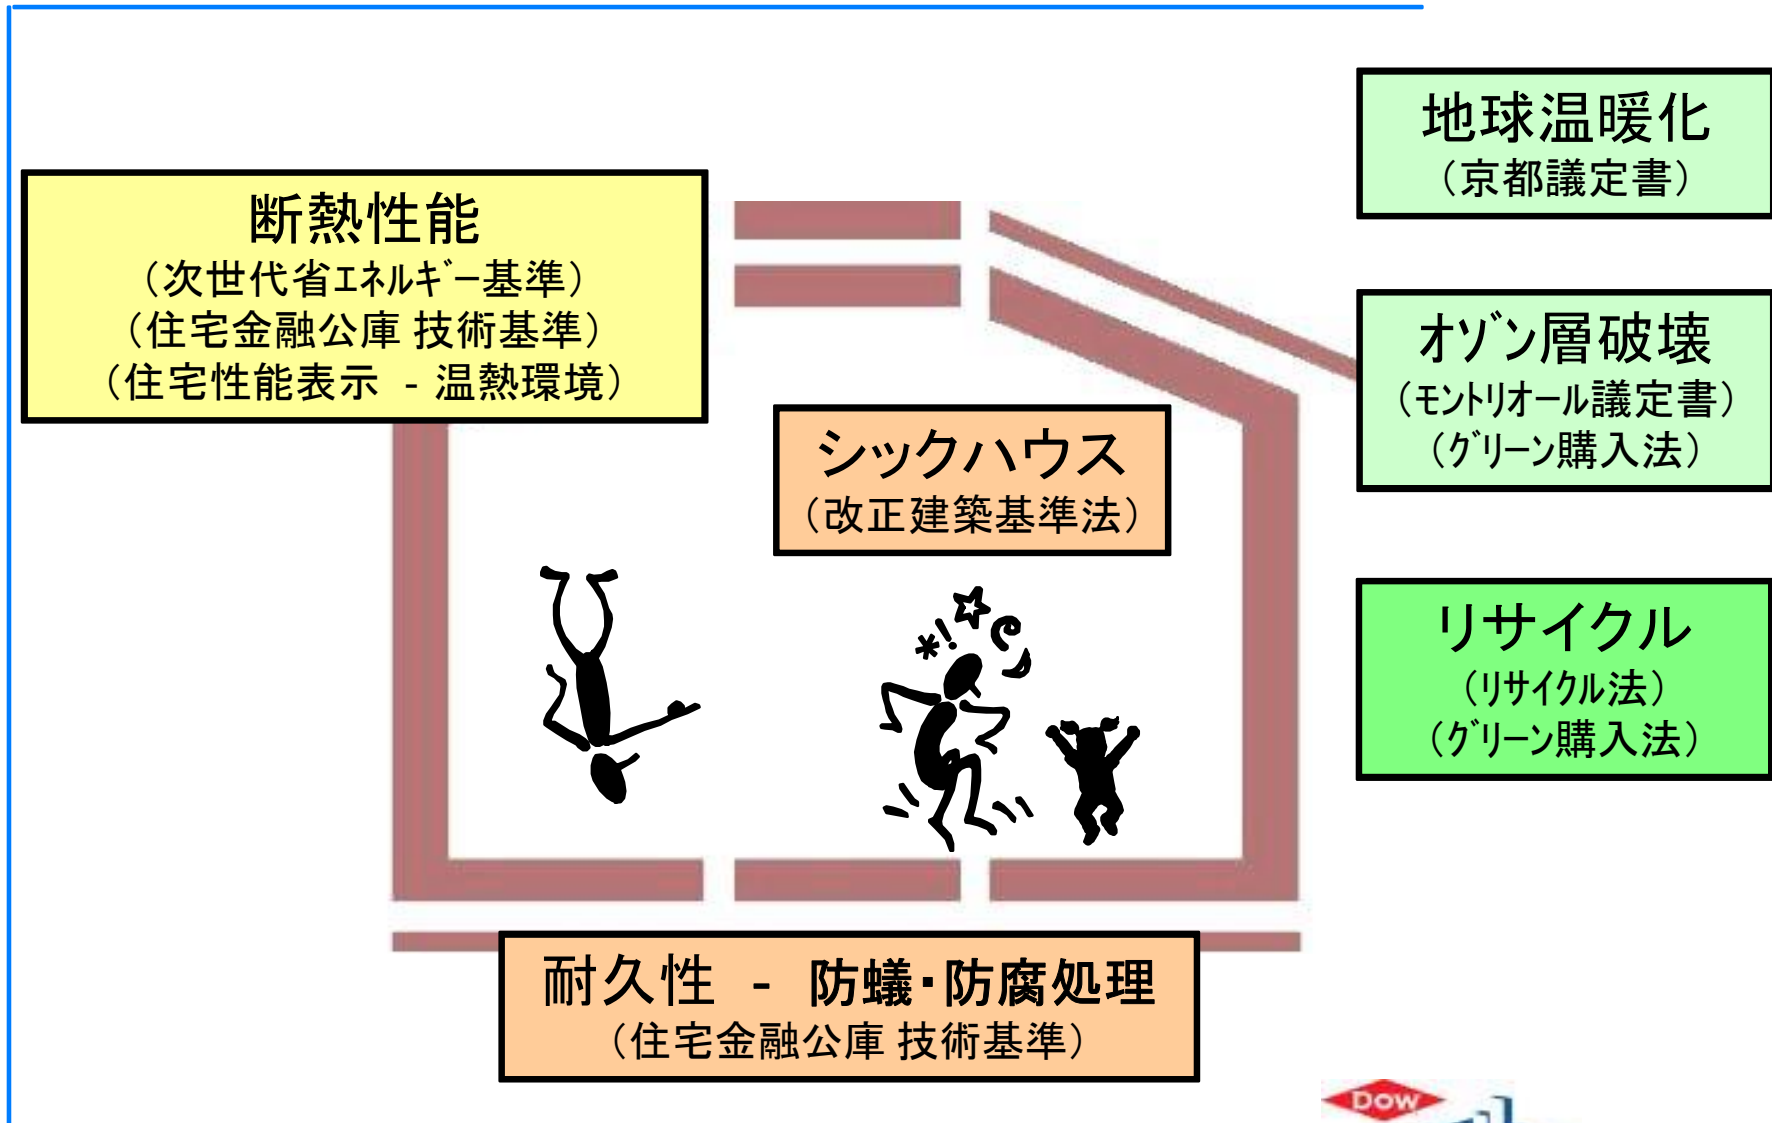 地球温暖化
（京都議定書）
断熱性能
（次世代省ｴﾈﾙｷﾞｰ基準）
（住宅金融公庫 技術基準）
（住宅性能表示 - 温熱環境）
オゾン層破壊
（ﾓﾝﾄﾘｵｰﾙ議定書）
（ｸﾞﾘｰﾝ購入法）
シックハウス
（改正建築基準法）
リサイクル
（ﾘｻｲｸﾙ法）
（ｸﾞﾘｰﾝ購入法）
*!
耐久性 - 防蟻・防腐処理
（住宅金融公庫 技術基準）
DOW